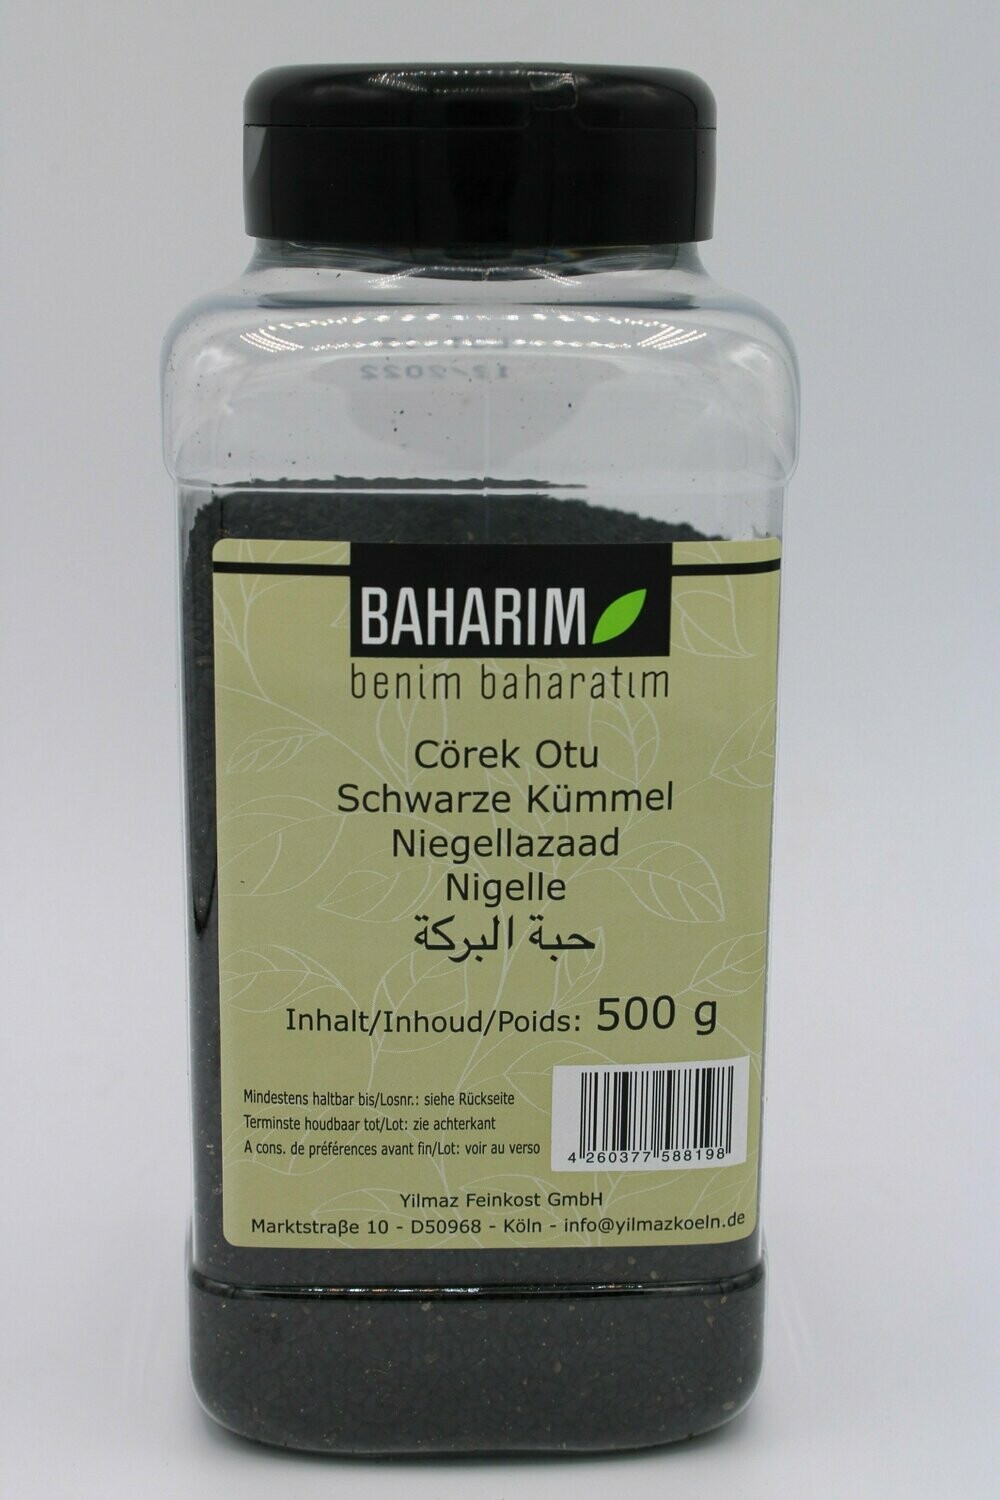 12/2022
BAHARIM
benim baharatım
Cörek Otu
Schwarze Kümmel
Niegellazaad
Nigelle
حبة البركة
Inhalt/Inhoud/Poids: 500 g
Mindestens haltbar bis/Losnr.: siehe Rückseite
Terminste houdbaar tot/Lot: zie achterkant
A cons. de préférences avant fin/Lot: voir au verso
4 260377 588198
Yilmaz Feinkost GmbH
Marktstraße 10 - D50968 - Köln - info@yilmazkoeln.de